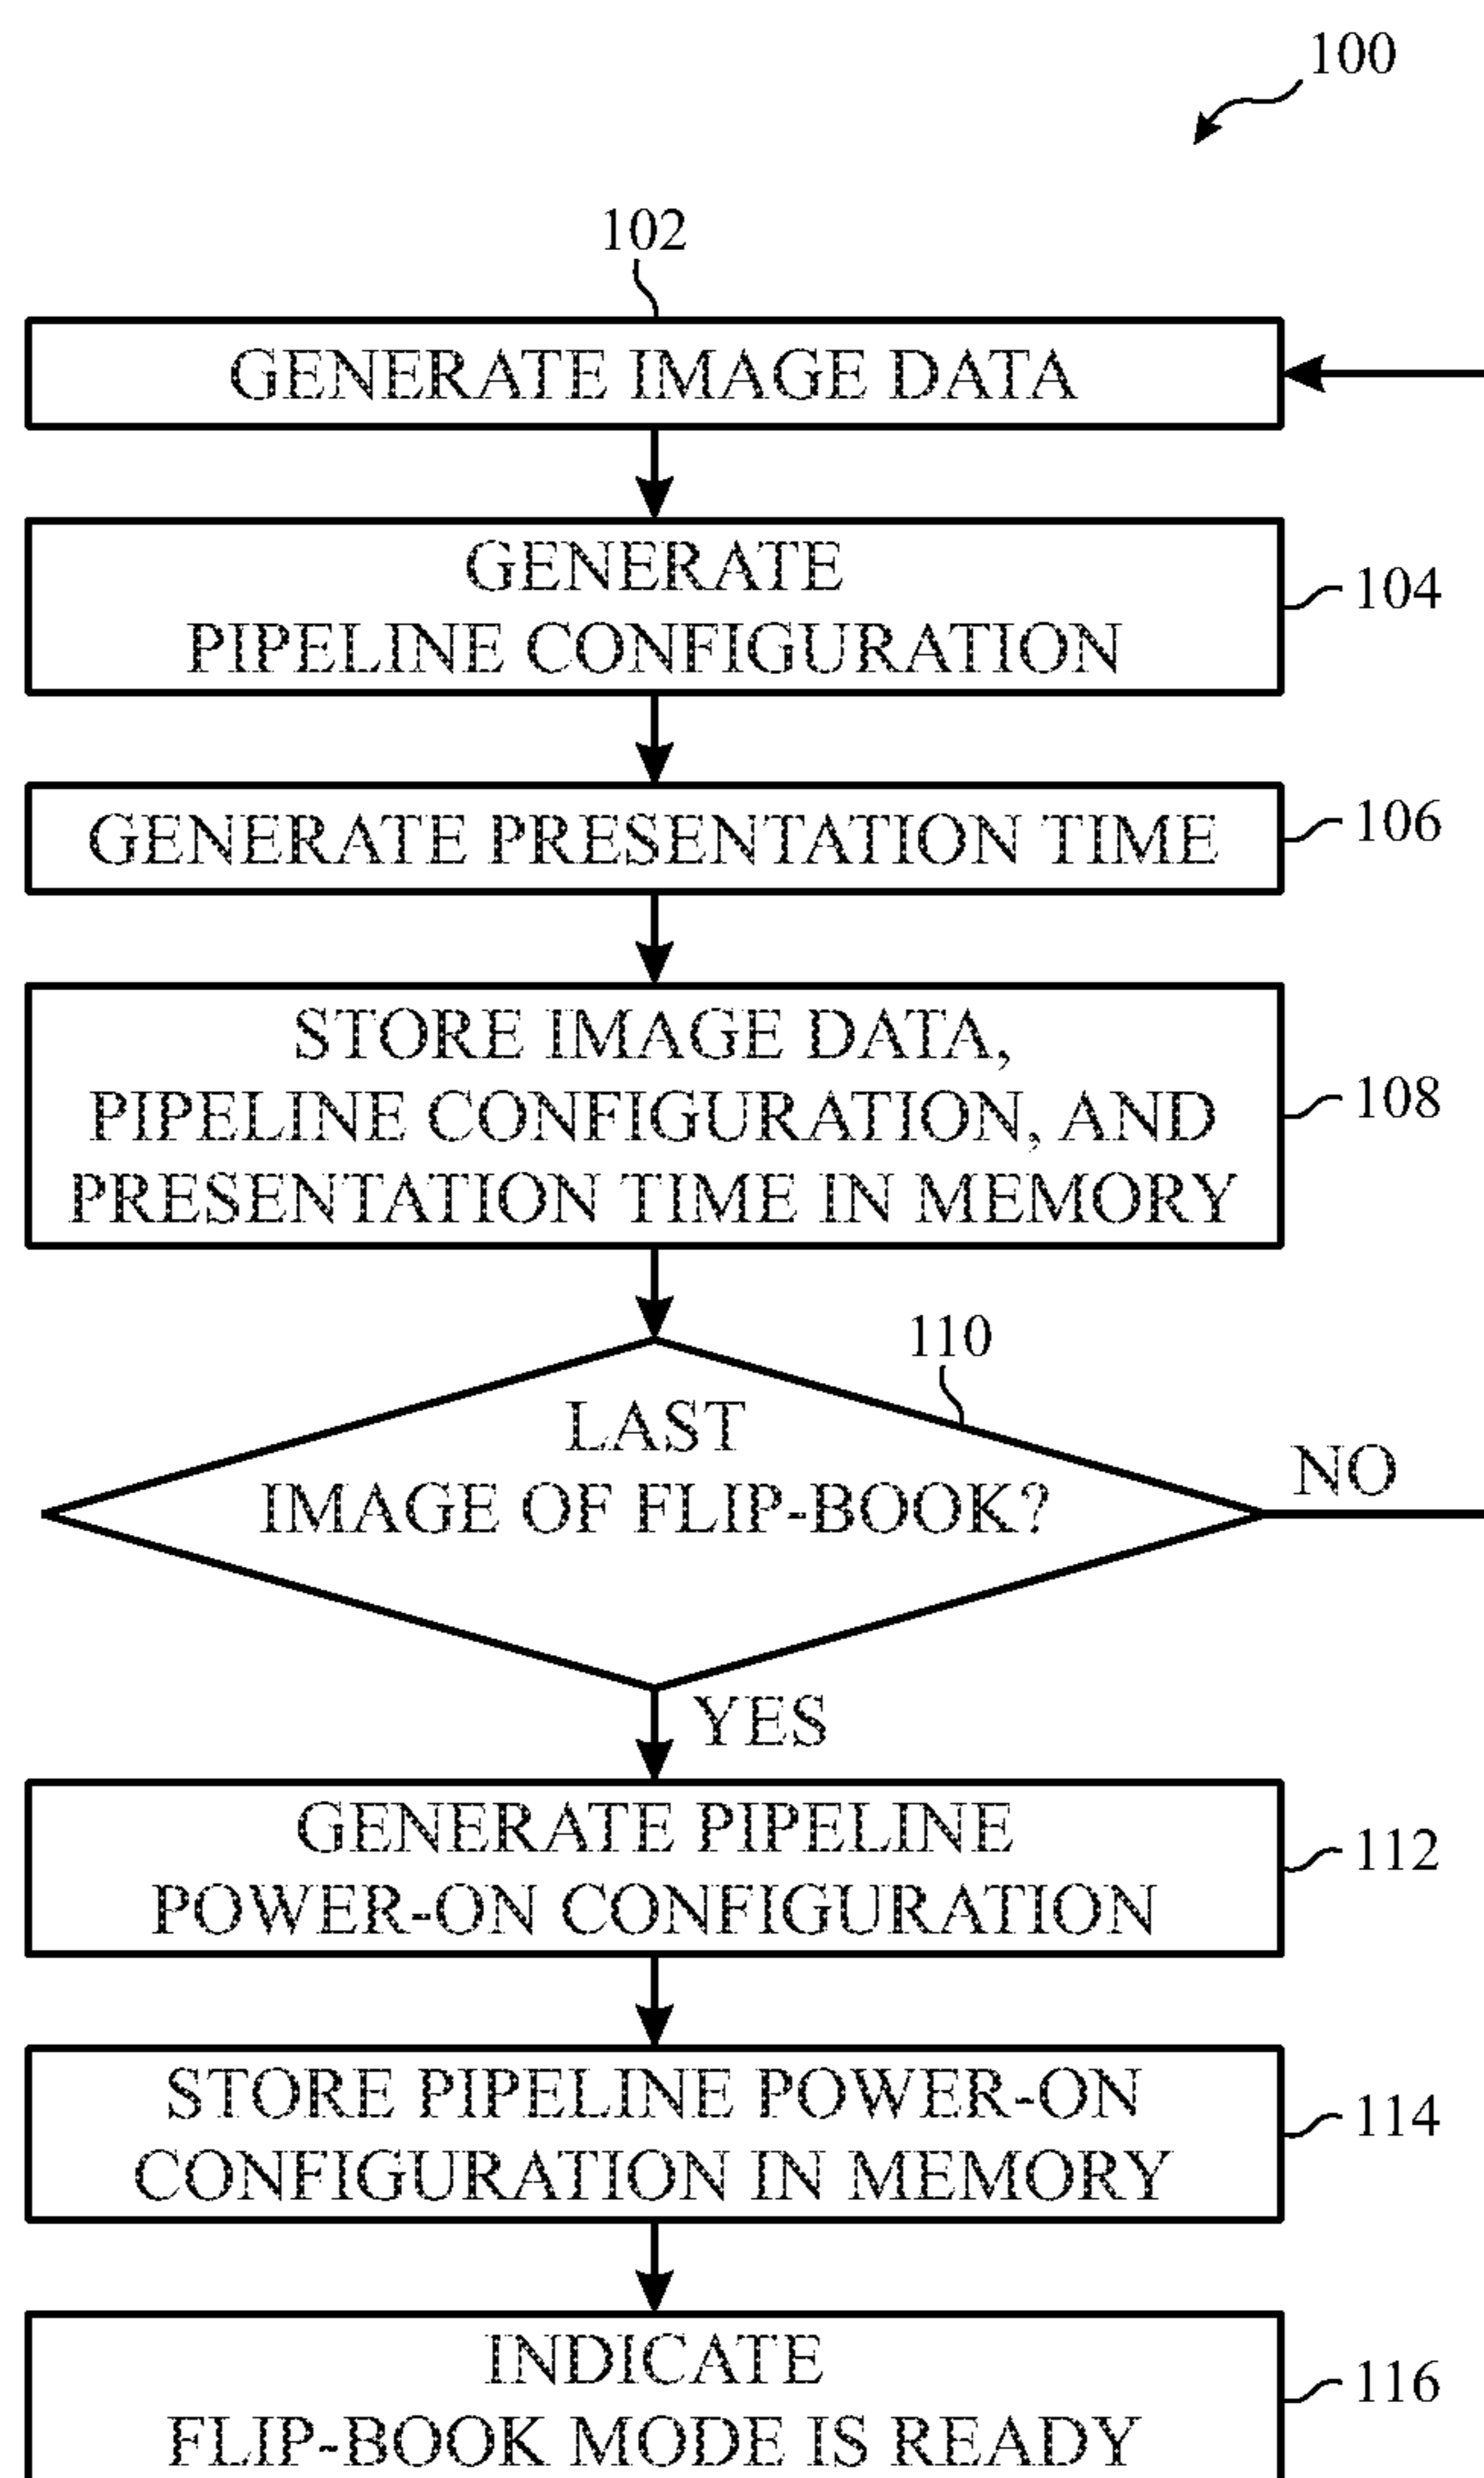 100
102
GENERATE IMAGE DATA
GENERATE
PIPELINE CONFIGURATION
104
GENERATE PRESENTATION TIME
106
STORE IMAGE DATA,
PIPELINE CONFIGURATION, AND
PRESENTATION TIME IN MEMORY
108
110
LAST
IMAGE OF FLIP-BOOK?
NO
YES
GENERATE PIPELINE
POWER-ON CONFIGURATION
112
STORE PIPELINE POWER-ON
CONFIGURATION IN MEMORY
114
INDICATE
FLIP-BOOK MODE IS READY
116